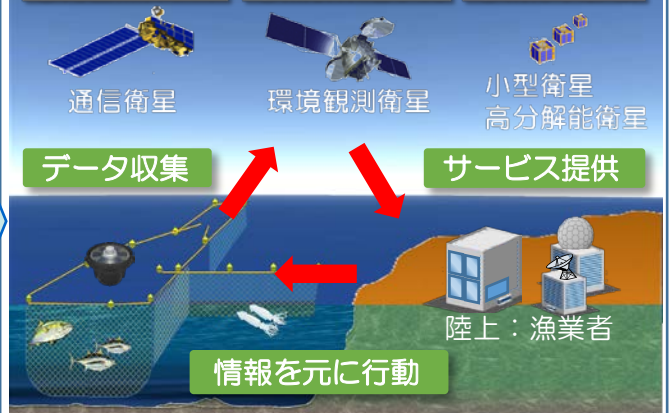 通信衛星
環境観測衛星
小型衛星
高分解能衛星
データ収集
サービス提供
陸上：漁業者
情報を元に行動